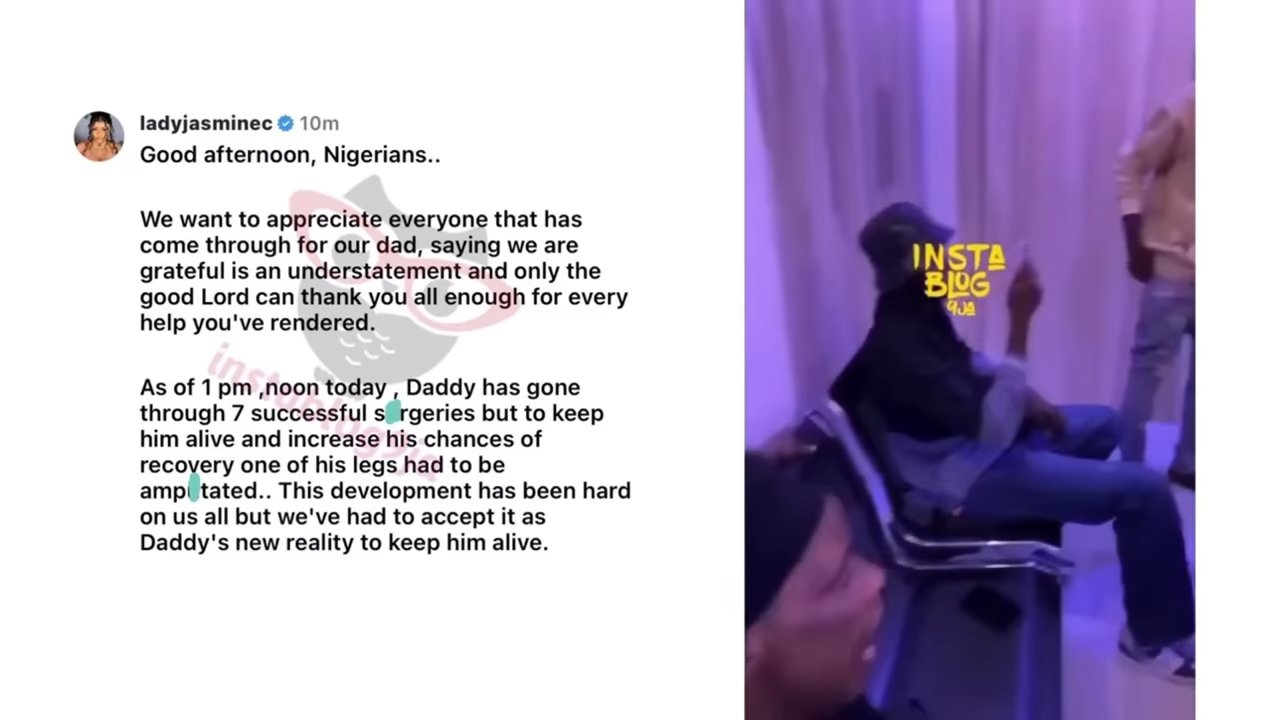 ladyjasminec 10m
Good afternoon, Nigerians..
We want to appreciate everyone that has
come through for our dad, saying we are
grateful is an understatement and only the
good Lord can thank you all enough for every
help you've rendered.
As of 1 pm ,noon today , Daddy has gone
through 7 successful s rgeries but to keep
him alive and increase his chances of
recovery one of his legs had to be
amp tated.. This development has been hard
on us all but we've had to accept it as
Daddy's new reality to keep him alive.
instablog9ja
INSTA
BLOG
9JA